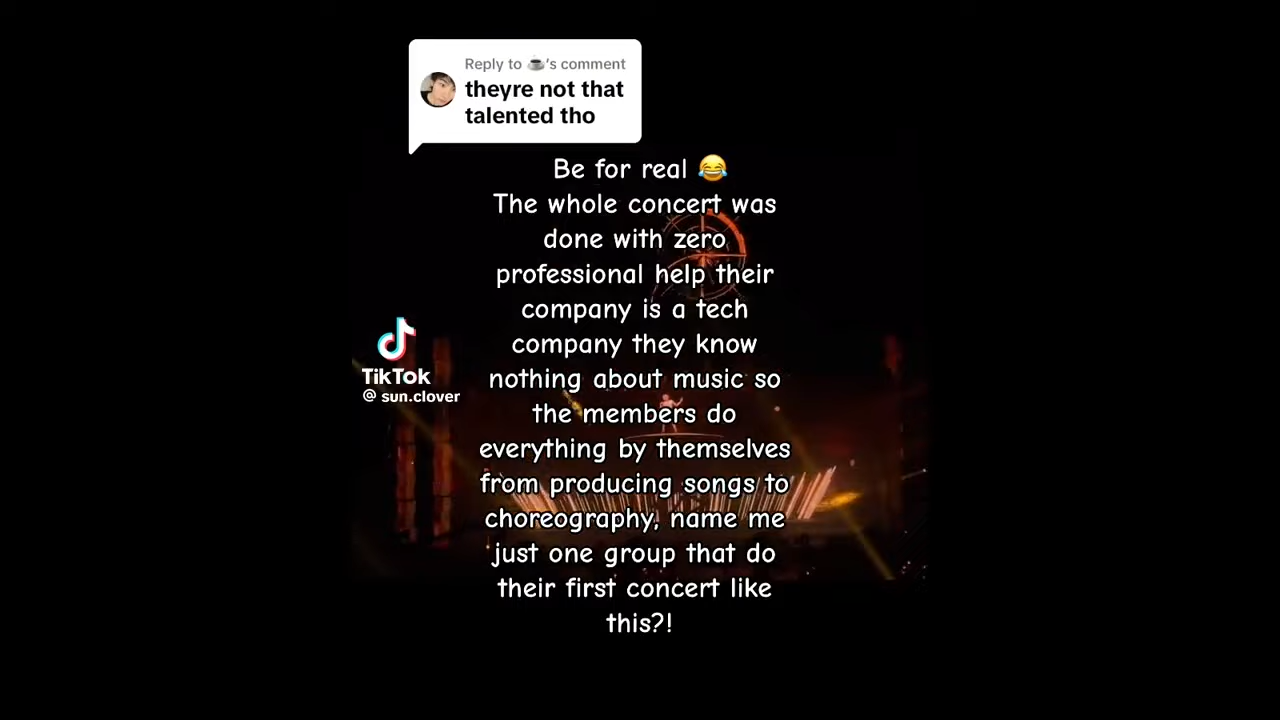 Reply to ☕'s comment
theyre not that
talented tho
Be for real 😂
The whole concert was
done with zero
professional help their
company is a tech
company they know
nothing about music so
the members do
everything by themselves
from producing songs to
choreography, name me
just one group that do
their first concert like
this?!
TikTok
@ sun.clover